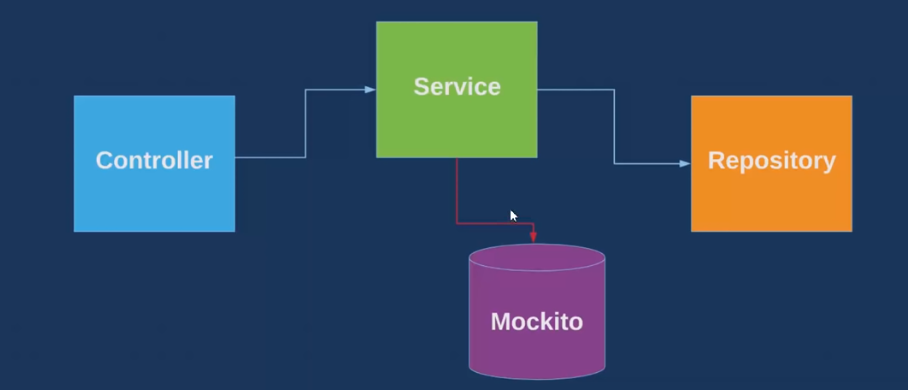 Service
Controller
Repository
Mockito